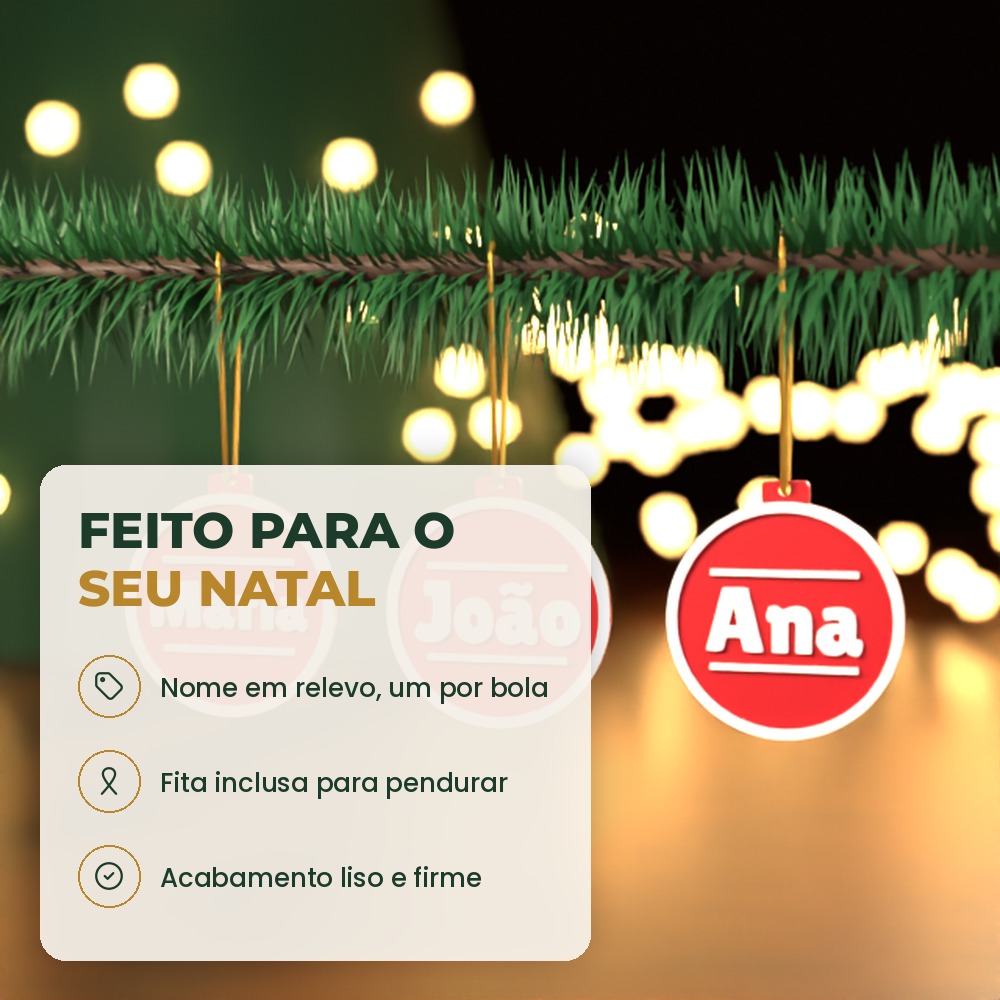 FEITO PARA O
SEU NATAL
Maria
João
Ana
Nome em relevo, um por bola
Fita inclusa para pendurar
Acabamento liso e firme